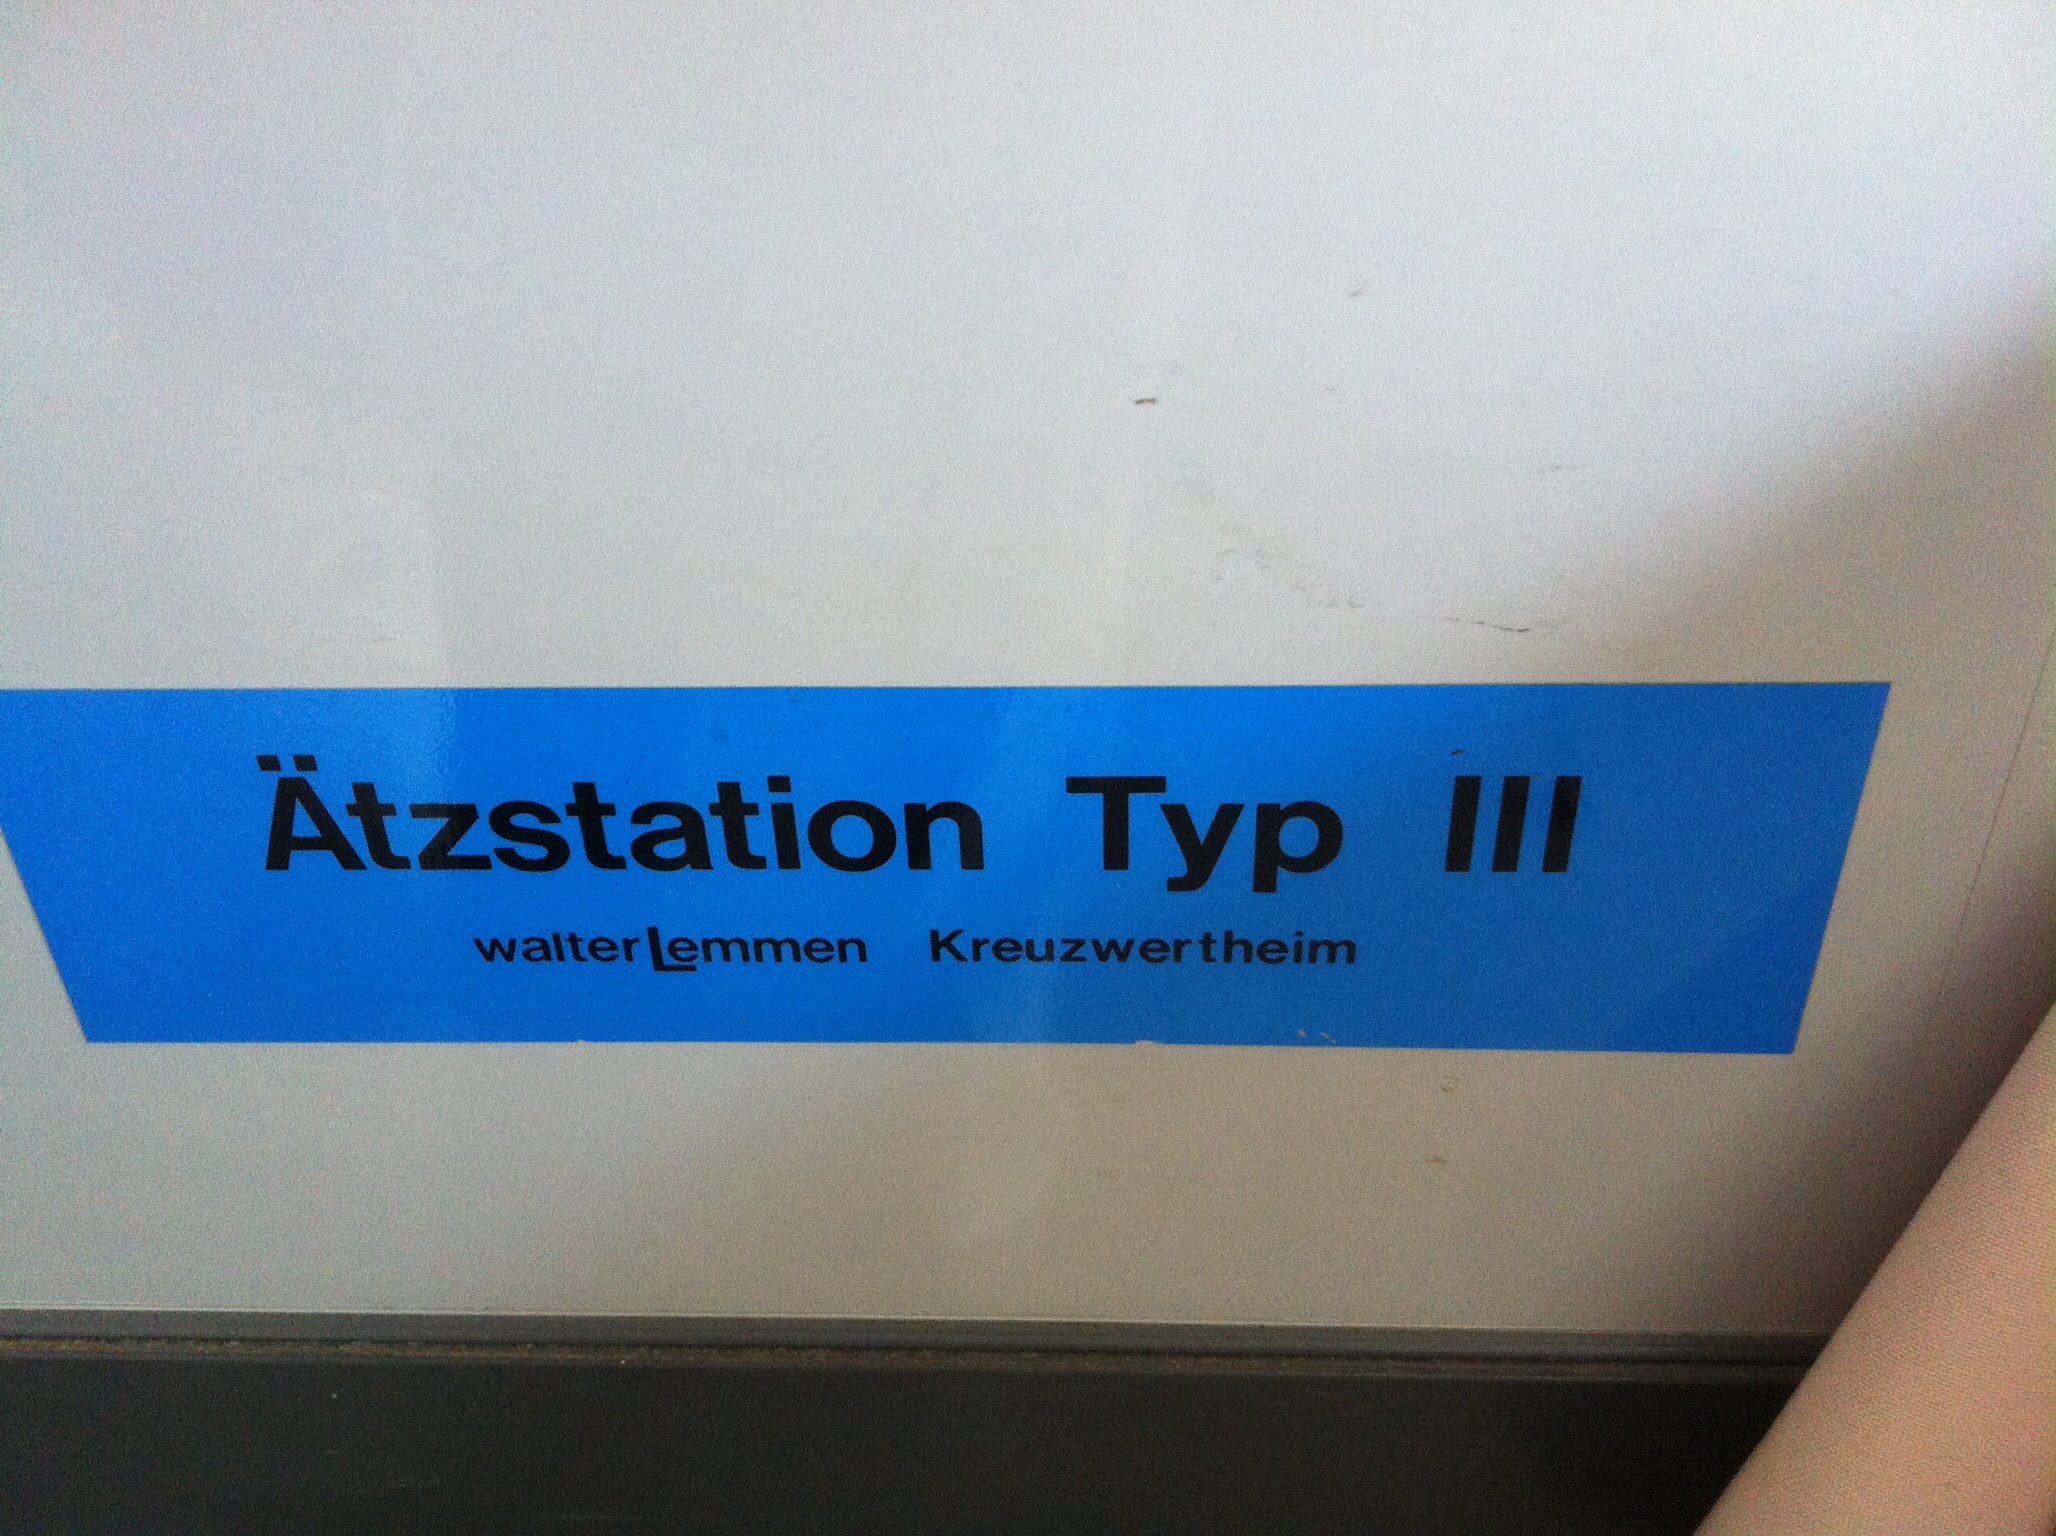 Ätzstation Typ III
walterLemmen Kreuzwertheim